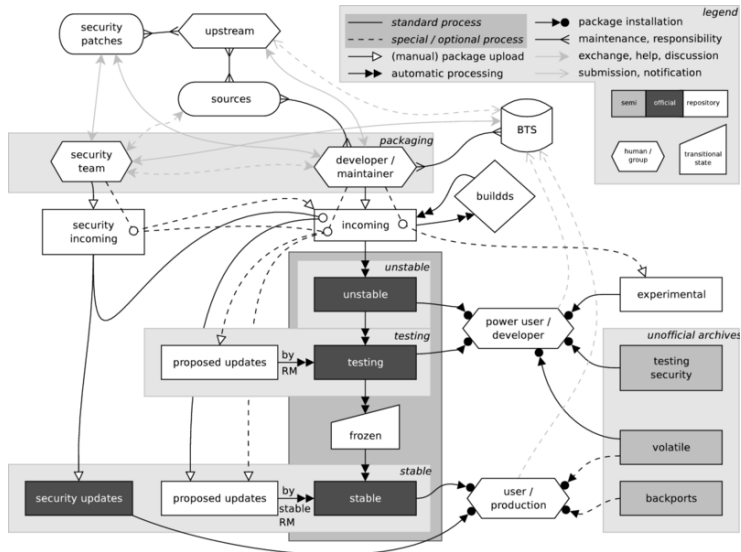 legend
standard process
special / optional process
(manual) package upload
automatic processing
package installation
maintenance, responsibility
exchange, help, discussion
submission, notification
semi
official
repository
human /
group
transitional
state
security
patches
upstream
sources
BTS
packaging
security
team
developer /
maintainer
security
incoming
incoming
buildds
unstable
unstable
experimental
power user /
developer
testing
proposed updates
by
RM
testing
unofficial archives
testing
security
frozen
volatile
stable
security updates
proposed updates
by
stable
RM
stable
user /
production
backports